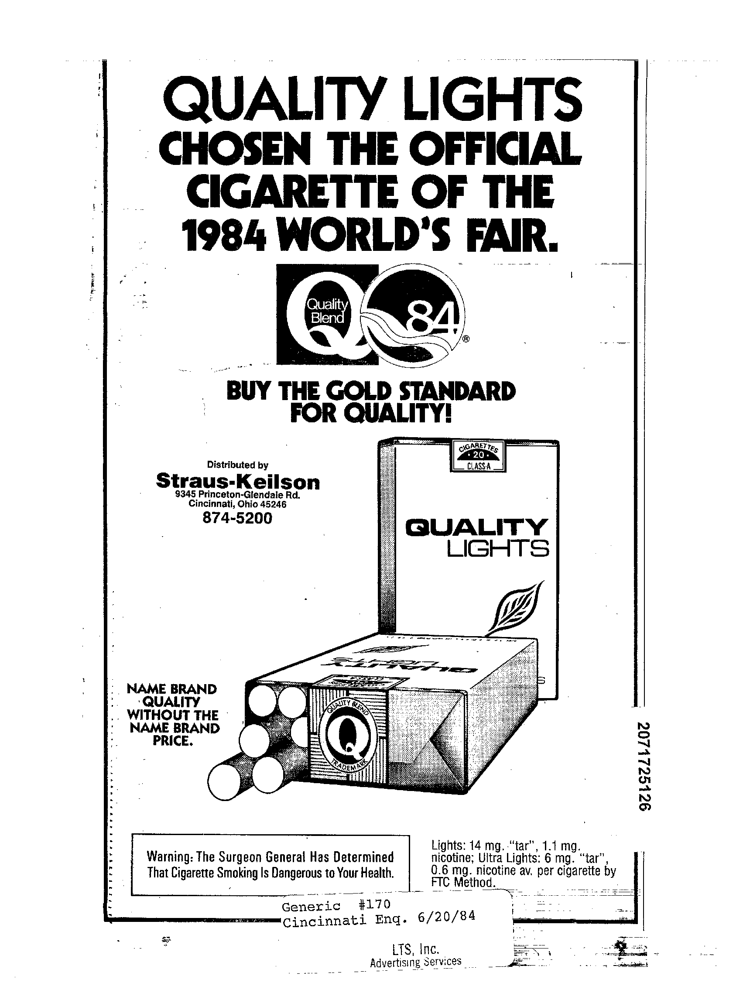 QUALITY LIGHTS
CHOSEN THE OFFICIAL
CIGARETTE OF THE
1984 WORLD'S FAIR.
Quality
Blend
84
®
BUY THE GOLD STANDARD
FOR QUALITY!
Distributed by
Straus-Keilson
9345 Princeton-Glendale Rd.
Cincinnati, Ohio 45246
874-5200
CIGARETTES
• 20 •
CLASS A
QUALITY
LIGHTS
QUALITY
LIGHTS
NAME BRAND
QUALITY
WITHOUT THE
NAME BRAND
PRICE.
QUALITY BLEND
Q
TRADEMARK
2071725126
Warning: The Surgeon General Has Determined
That Cigarette Smoking Is Dangerous to Your Health.
Lights: 14 mg. "tar", 1.1 mg.
nicotine; Ultra Lights: 6 mg. "tar",
0.6 mg. nicotine av. per cigarette by
FTC Method.
Generic #170
Cincinnati Enq. 6/20/84
LTS, Inc.
Advertising Services